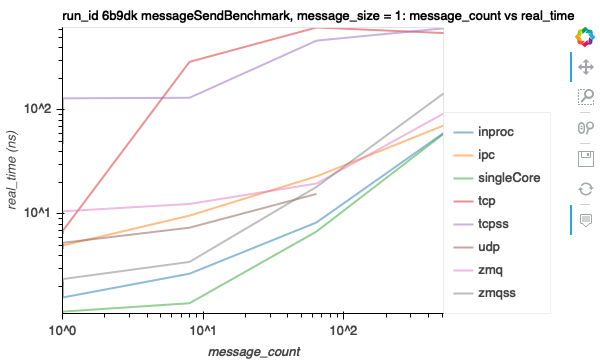 run_id 6b9dk messageSendBenchmark, message_size = 1: message_count vs real_time
real_time (ns)
10^2
10^1
10^0
10^1
10^2
message_count
inproc
ipc
singleCore
tcp
tcpss
udp
zmq
zmqss